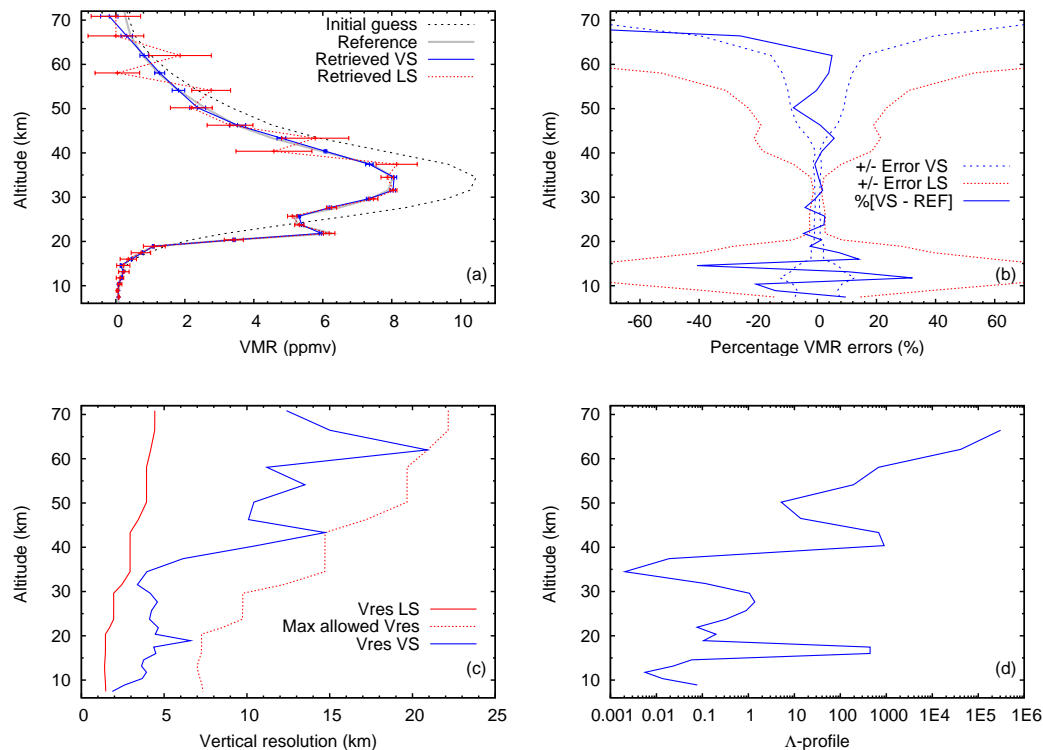 Initial guess
Reference
Retrieved VS
Retrieved LS
70
60
50
40
30
20
10
Altitude (km)
(a)
0 2 4 6 8 10
VMR (ppmv)
70
60
50
40
30
20
10
Altitude (km)
+/- Error VS
+/- Error LS
%[VS - REF]
(b)
-60 -40 -20 0 20 40 60
Percentage VMR errors (%)
70
60
50
40
30
20
10
Altitude (km)
Vres LS
Max allowed Vres
Vres VS
(c)
0 5 10 15 20 25
Vertical resolution (km)
70
60
50
40
30
20
10
Altitude (km)
(d)
0.001 0.01 0.1 1 10 100 1000 1E4 1E5 1E6
Λ-profile